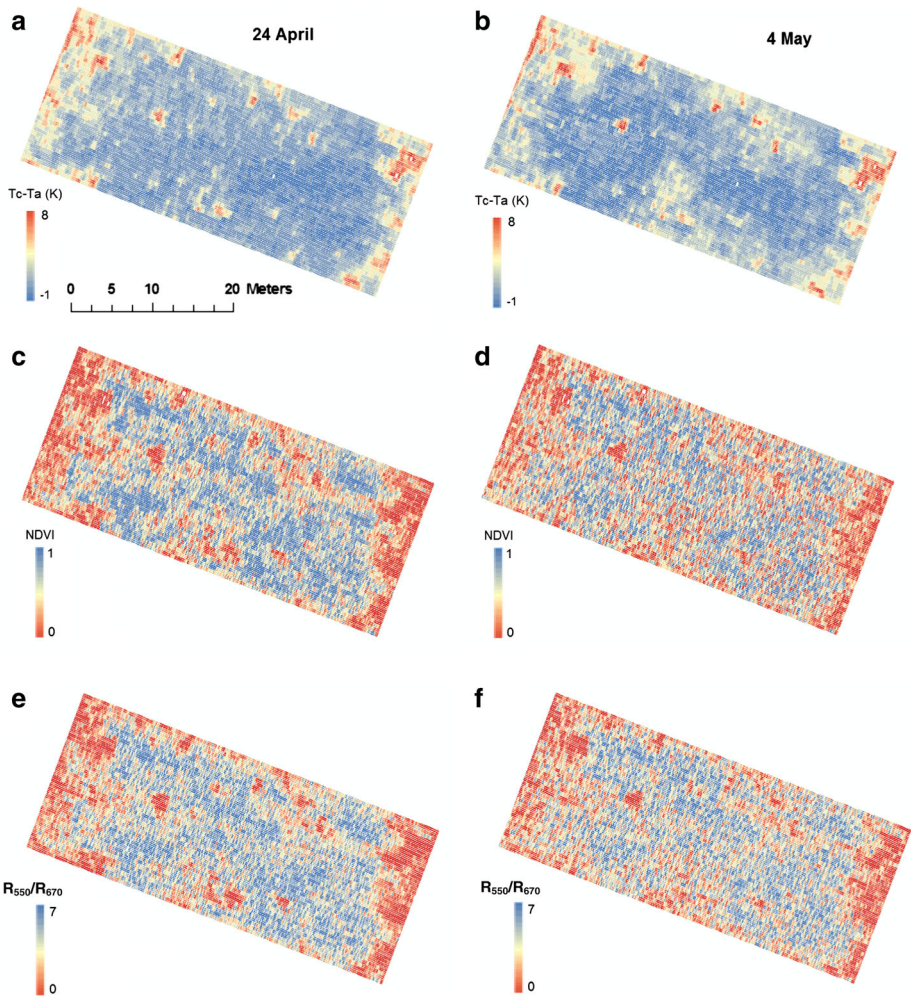 a
24 April
b
4 May
Tc-Ta (K)
8
-1
Tc-Ta (K)
8
-1
0 5 10 20 Meters
c
d
NDVI
1
0
NDVI
1
0
e
f
R550/R670
7
0
R550/R670
7
0